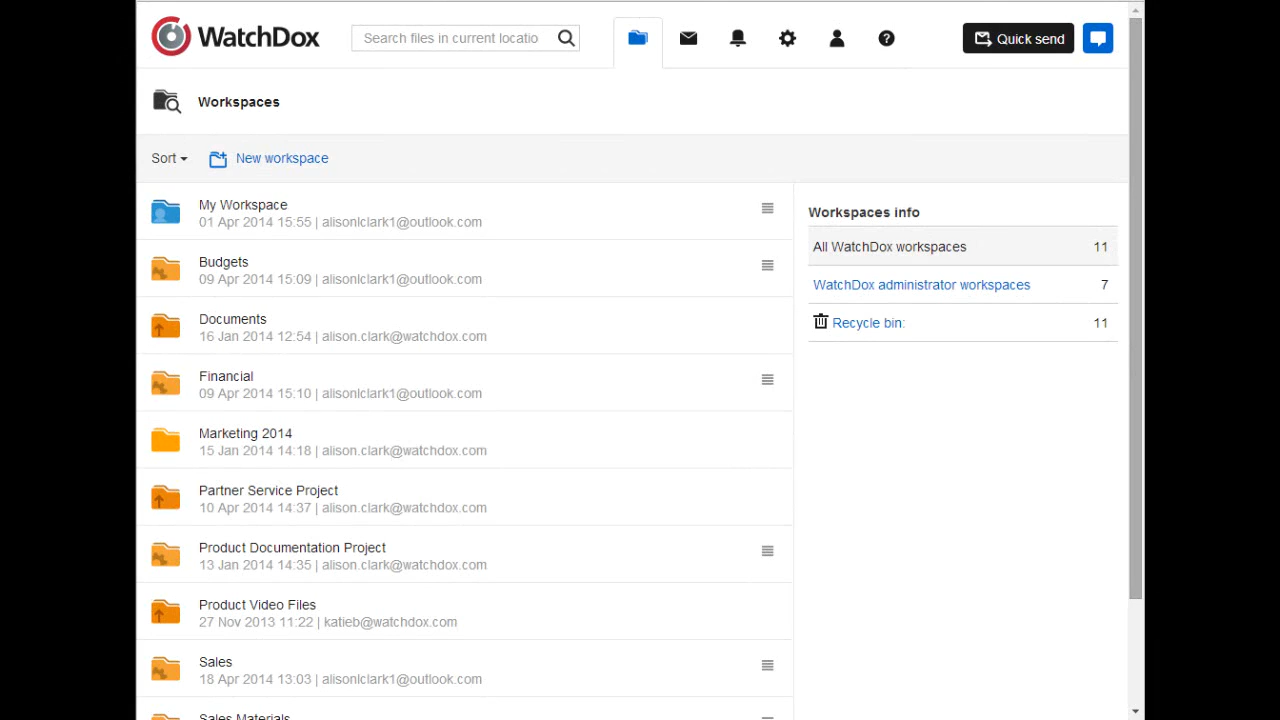 WatchDox
Search files in current locatio
Quick send
Workspaces
Sort
New workspace
My Workspace
01 Apr 2014 15:55 | alisonlclark1@outlook.com
Budgets
09 Apr 2014 15:09 | alisonlclark1@outlook.com
Documents
16 Jan 2014 12:54 | alison.clark@watchdox.com
Financial
09 Apr 2014 15:10 | alisonlclark1@outlook.com
Marketing 2014
15 Jan 2014 14:18 | alison.clark@watchdox.com
Partner Service Project
10 Apr 2014 14:37 | alison.clark@watchdox.com
Product Documentation Project
13 Jan 2014 14:35 | alison.clark@watchdox.com
Product Video Files
27 Nov 2013 11:22 | katieb@watchdox.com
Sales
18 Apr 2014 13:03 | alisonlclark1@outlook.com
Sales Materials
Workspaces info
All WatchDox workspaces 11
WatchDox administrator workspaces 7
Recycle bin: 11